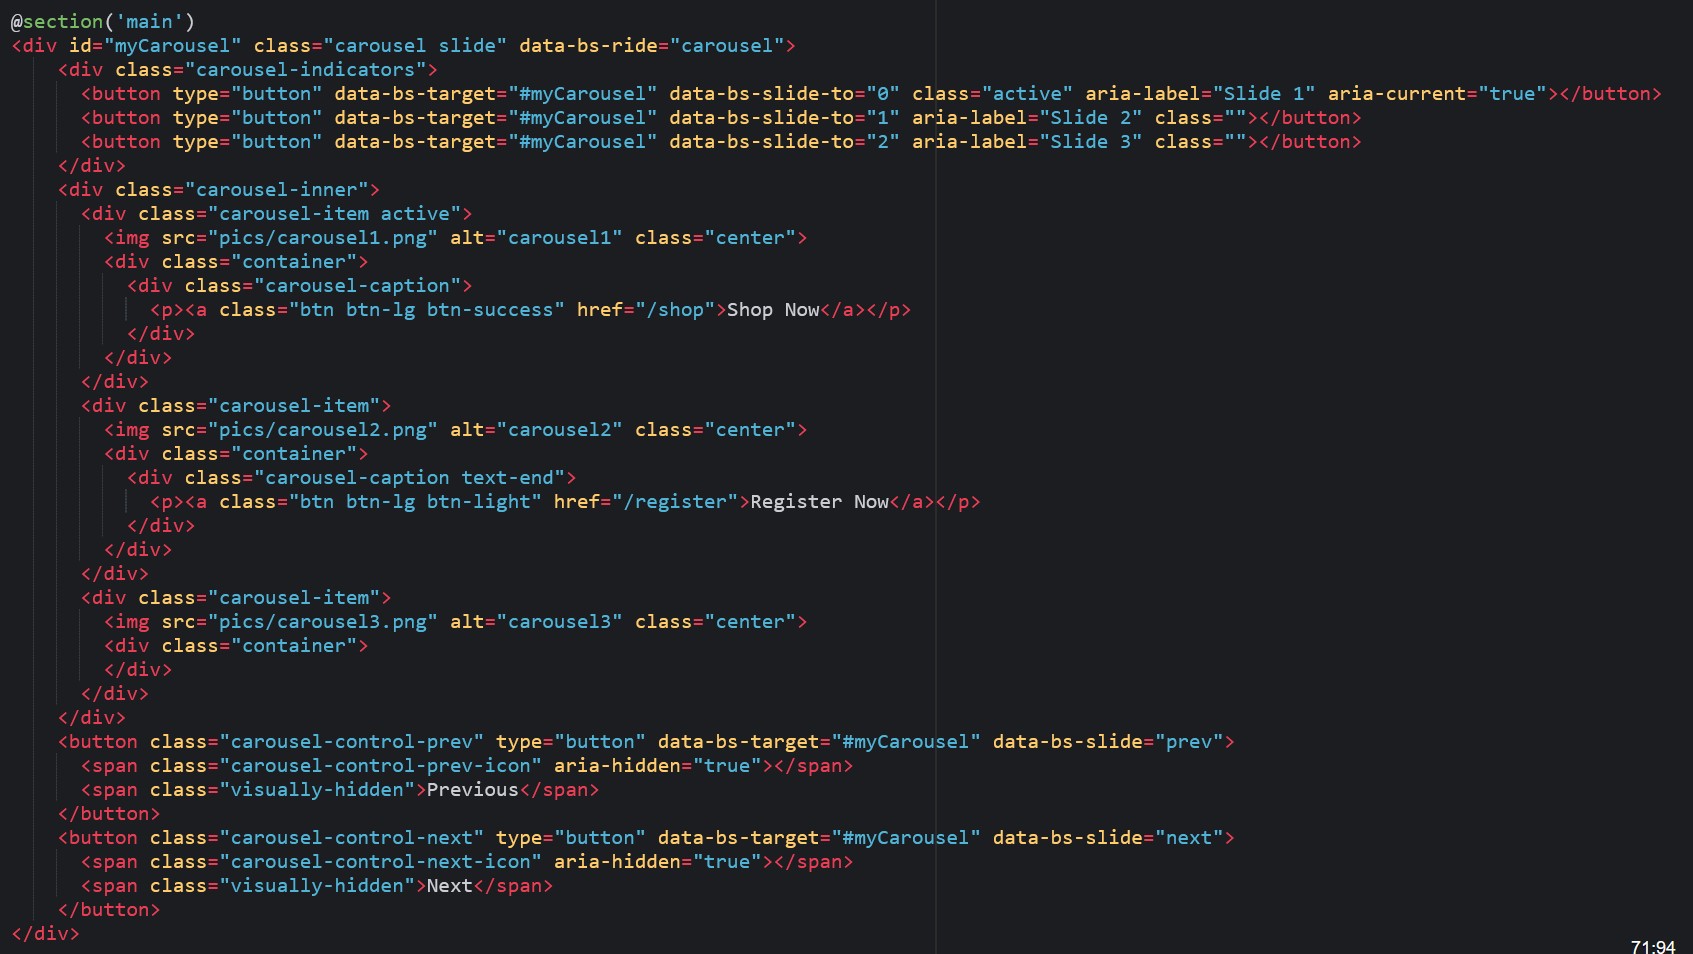 @section('main')
<div id="myCarousel" class="carousel slide" data-bs-ride="carousel">
    <div class="carousel-indicators">
      <button type="button" data-bs-target="#myCarousel" data-bs-slide-to="0" class="active" aria-label="Slide 1" aria-current="true"></button>
      <button type="button" data-bs-target="#myCarousel" data-bs-slide-to="1" aria-label="Slide 2" class=""></button>
      <button type="button" data-bs-target="#myCarousel" data-bs-slide-to="2" aria-label="Slide 3" class=""></button>
    </div>
    <div class="carousel-inner">
      <div class="carousel-item active">
        <img src="pics/carousel1.png" alt="carousel1" class="center">
        <div class="container">
          <div class="carousel-caption">
            <p><a class="btn btn-lg btn-success" href="/shop">Shop Now</a></p>
          </div>
        </div>
      </div>
      <div class="carousel-item">
        <img src="pics/carousel2.png" alt="carousel2" class="center">
        <div class="container">
          <div class="carousel-caption text-end">
            <p><a class="btn btn-lg btn-light" href="/register">Register Now</a></p>
          </div>
        </div>
      </div>
      <div class="carousel-item">
        <img src="pics/carousel3.png" alt="carousel3" class="center">
        <div class="container">
        </div>
      </div>
    </div>
    <button class="carousel-control-prev" type="button" data-bs-target="#myCarousel" data-bs-slide="prev">
      <span class="carousel-control-prev-icon" aria-hidden="true"></span>
      <span class="visually-hidden">Previous</span>
    </button>
    <button class="carousel-control-next" type="button" data-bs-target="#myCarousel" data-bs-slide="next">
      <span class="carousel-control-next-icon" aria-hidden="true"></span>
      <span class="visually-hidden">Next</span>
    </button>
</div>
71:94